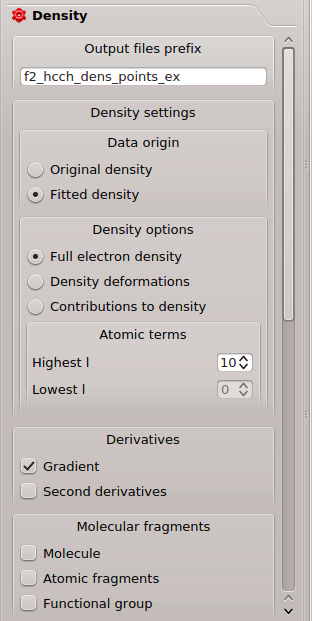 Density
Output files prefix
f2_hcch_dens_points_ex
Density settings
Data origin
Original density
Fitted density
Density options
Full electron density
Density deformations
Contributions to density
Atomic terms
Highest l 10
Lowest l 0
Derivatives
Gradient
Second derivatives
Molecular fragments
Molecule
Atomic fragments
Functional group